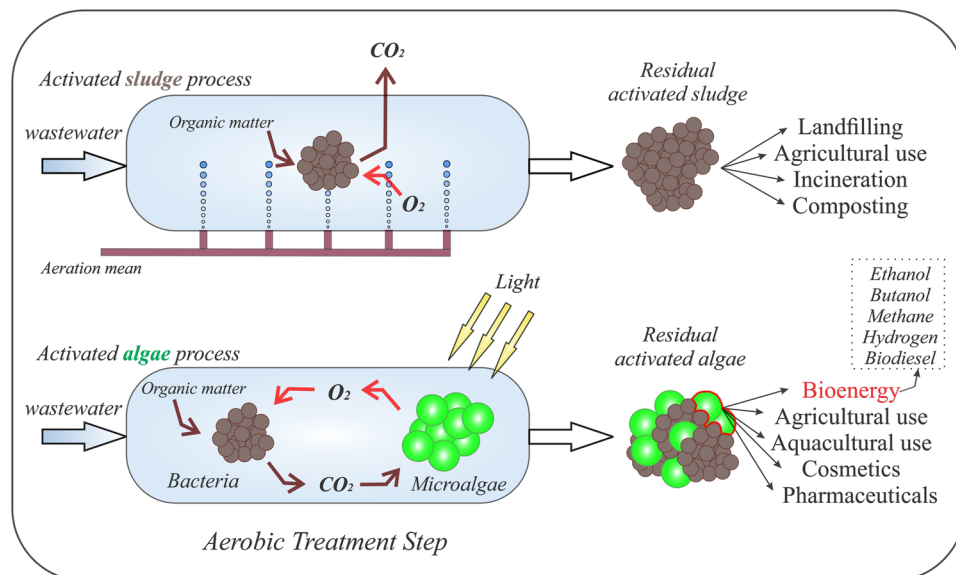 CO₂
Activated sludge process
Residual
activated sludge
wastewater
Organic matter
O₂
Landfilling
Agricultural use
Incineration
Composting
Aeration mean
Light
Ethanol
Butanol
Methane
Hydrogen
Biodiesel
Activated algae process
Residual
activated algae
wastewater
Organic matter
O₂
Bacteria
CO₂
Microalgae
Bioenergy
Agricultural use
Aquacultural use
Cosmetics
Pharmaceuticals
Aerobic Treatment Step